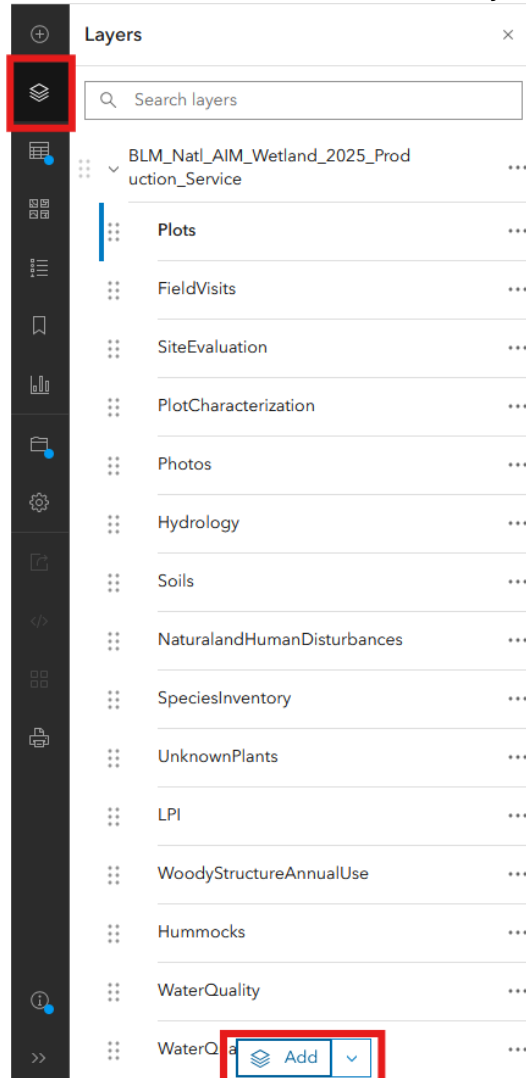 Layers
Search layers
BLM_Natl_AIM_Wetland_2025_Prod
uction_Service
Plots
FieldVisits
SiteEvaluation
PlotCharacterization
Photos
Hydrology
Soils
NaturalandHumanDisturbances
SpeciesInventory
UnknownPlants
LPI
WoodyStructureAnnualUse
Hummocks
WaterQuality
Add